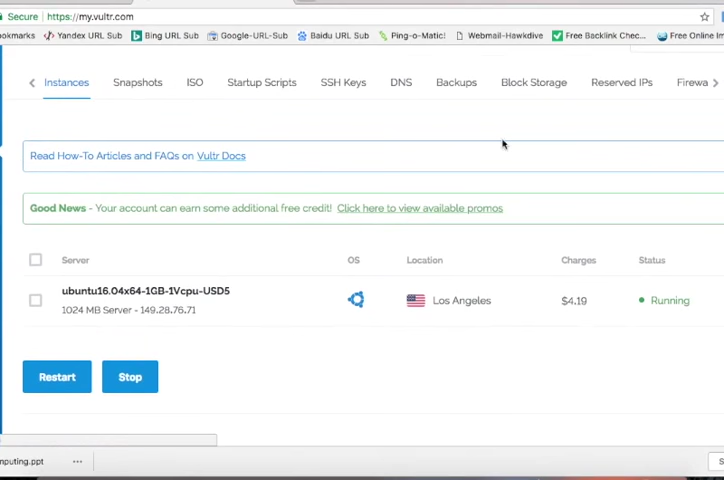 Secure https://my.vultr.com
Yandex URL Sub Bing URL Sub Google-URL-Sub Baidu URL Sub Ping-o-Matic! Webmail-Hawkdive Free Backlink Chec... Free Online
Instances Snapshots ISO Startup Scripts SSH Keys DNS Backups Block Storage Reserved IPs
Read How-To Articles and FAQs on Vultr Docs
Good News - Your account can earn some additional free credit! Click here to view available promos
Server OS Location Charges Status
ubuntu16.04x64-1GB-1Vcpu-USD5
1024 MB Server - 149.28.76.71
Los Angeles $4.19 Running
Restart Stop
mputing.ppt